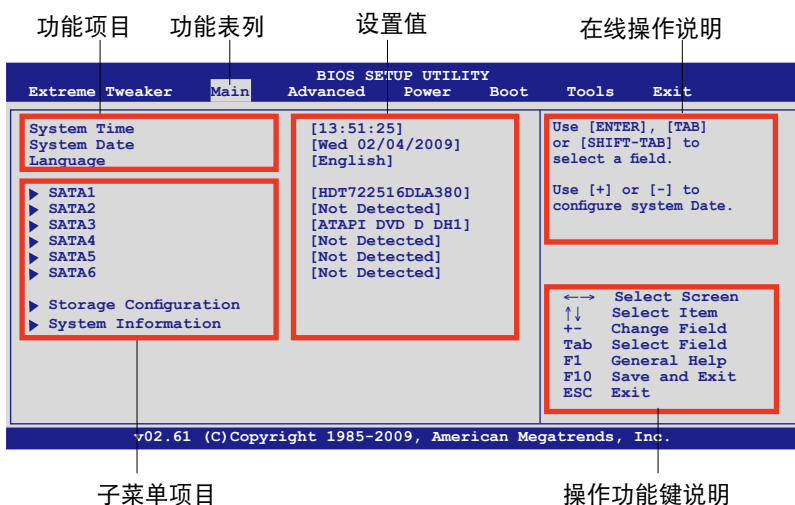 功能项目 功能表列 设置值 在线操作说明
BIOS SETUP UTILITY
Extreme Tweaker Main Advanced Power Boot Tools Exit
System Time [13:51:25]
System Date [Wed 02/04/2009]
Language [English]
▶ SATA1 [HDT722516DLA380]
▶ SATA2 [Not Detected]
▶ SATA3 [ATAPI DVD D DH1]
▶ SATA4 [Not Detected]
▶ SATA5 [Not Detected]
▶ SATA6 [Not Detected]
▶ Storage Configuration
▶ System Information
Use [ENTER], [TAB]
or [SHIFT-TAB] to
select a field.
Use [+] or [-] to
configure system Date.
←→ Select Screen
↑↓ Select Item
+- Change Field
Tab Select Field
F1 General Help
F10 Save and Exit
ESC Exit
v02.61 (C)Copyright 1985-2009, American Megatrends, Inc.
子菜单项目 操作功能键说明